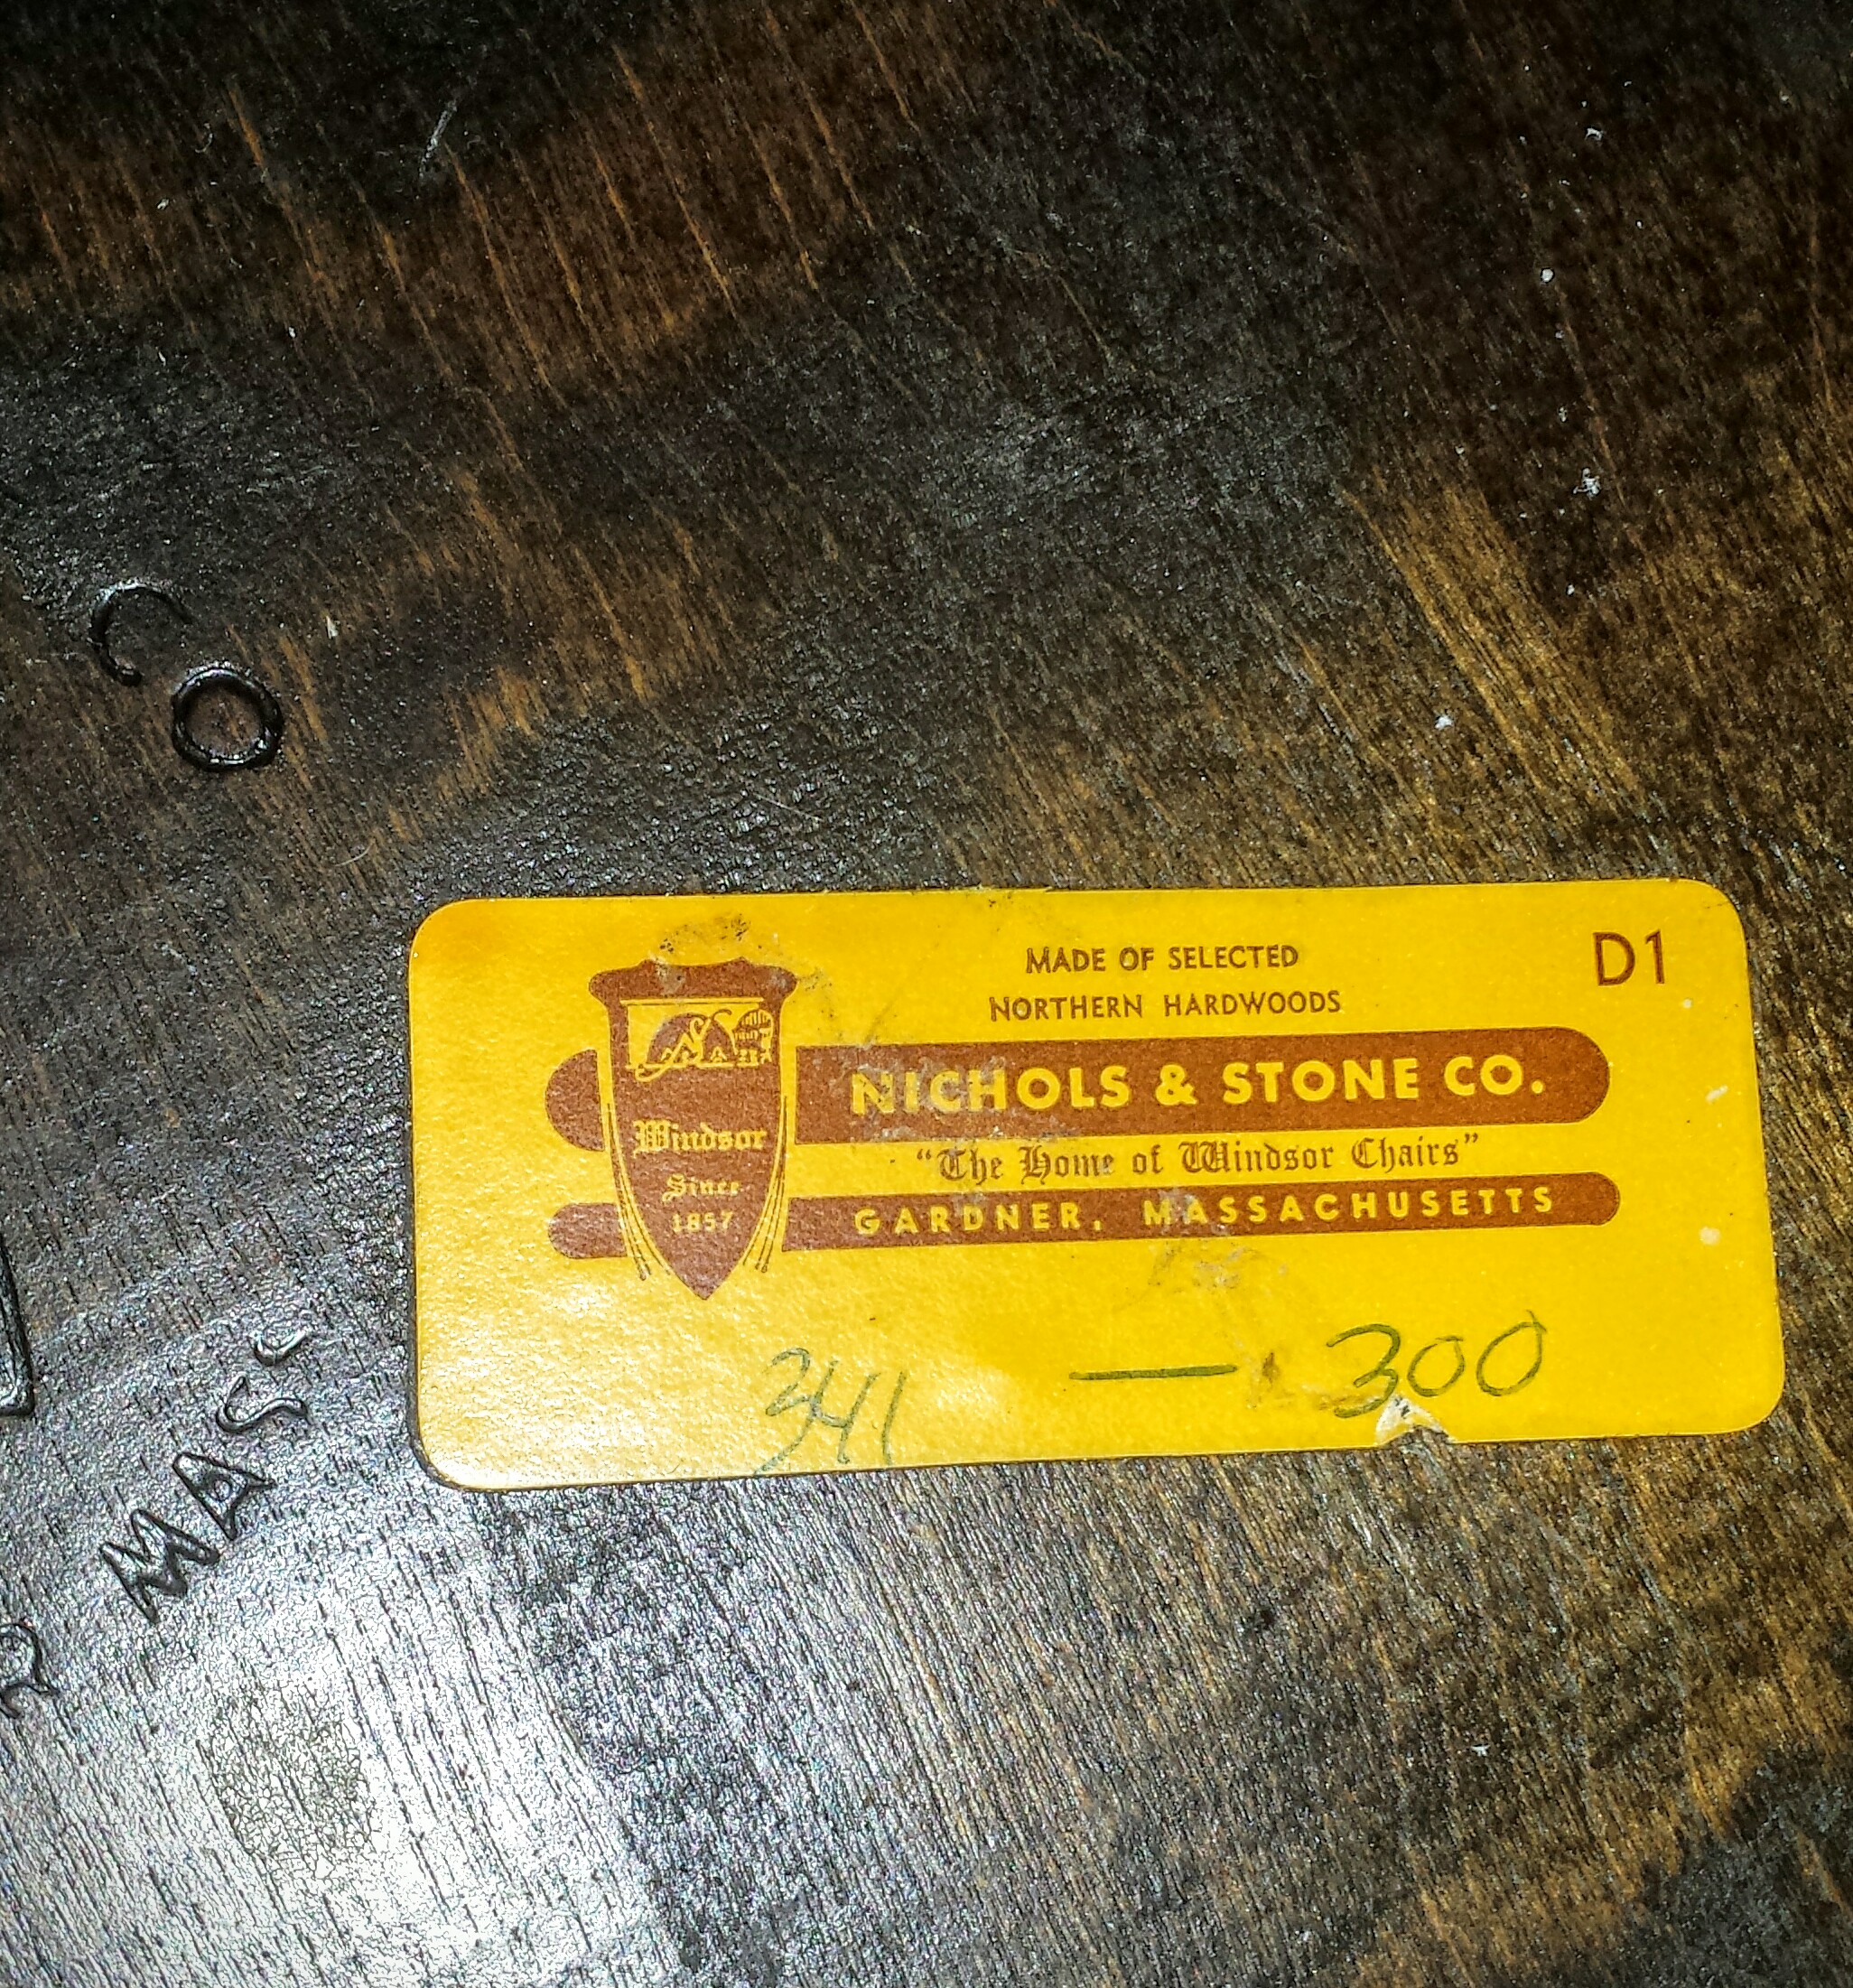 CO
MADE OF SELECTED
NORTHERN HARDWOODS
D1
NICHOLS & STONE CO.
"The Home of Windsor Chairs"
GARDNER, MASSACHUSETTS
Windsor
Since
1857
341 — 300
MASS